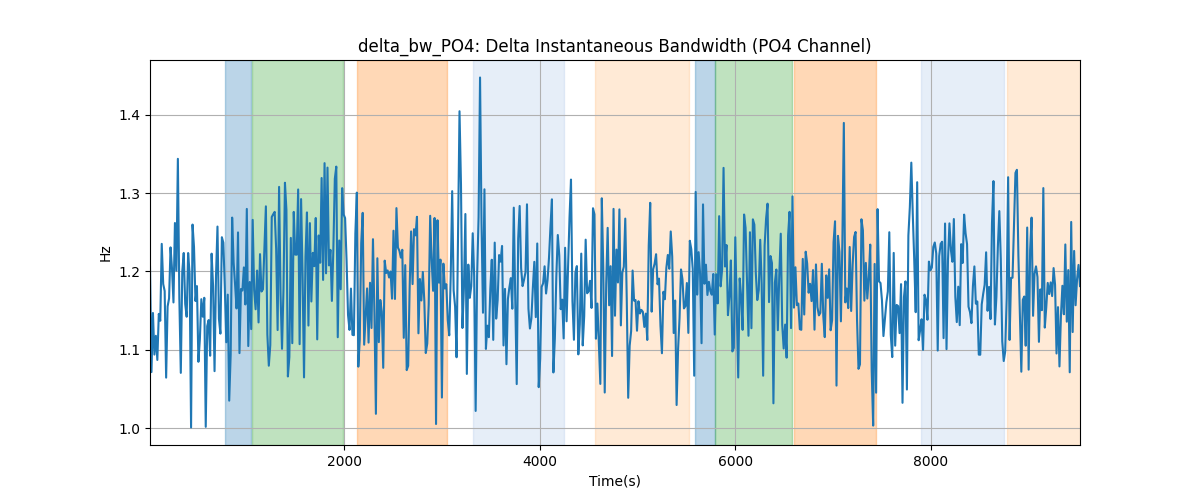 delta_bw_PO4: Delta Instantaneous Bandwidth (PO4 Channel)
Hz
1.4
1.3
1.2
1.1
1.0
2000 4000 6000 8000
Time(s)